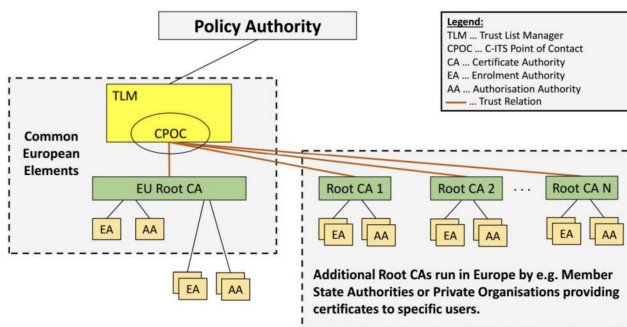 Policy Authority
Legend:
TLM ... Trust List Manager
CPOC ... C-ITS Point of Contact
CA ... Certificate Authority
EA ... Enrolment Authority
AA ... Authorisation Authority
... Trust Relation
TLM
CPOC
Common
European
Elements
EU Root CA
EA
AA
EA
AA
Root CA 1
Root CA 2
...
Root CA N
EA
AA
EA
AA
EA
AA
Additional Root CAs run in Europe by e.g. Member
State Authorities or Private Organisations providing
certificates to specific users.